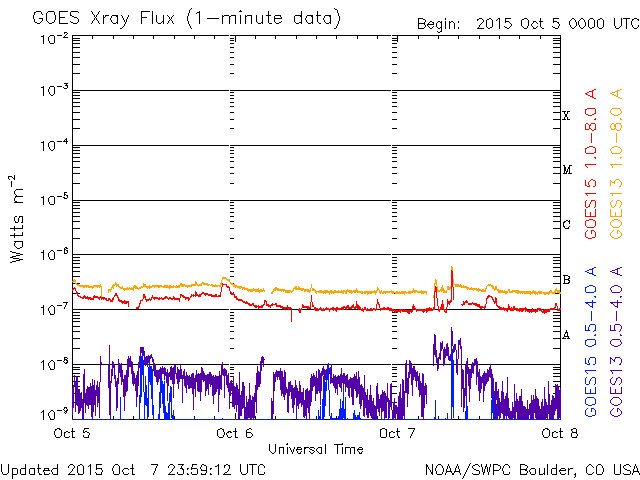 GOES Xray Flux (1-minute data)
Begin: 2015 Oct 5 0000 UTC
10-2
10-3
10-4
10-5
10-6
10-7
10-8
10-9
Watts m-2
X
M
C
B
A
GOES15 1.0-8.0 A
GOES13 1.0-8.0 A
GOES15 0.5-4.0 A
GOES13 0.5-4.0 A
Oct 5
Oct 6
Oct 7
Oct 8
Universal Time
Updated 2015 Oct 7 23:59:12 UTC
NOAA/SWPC Boulder, CO USA